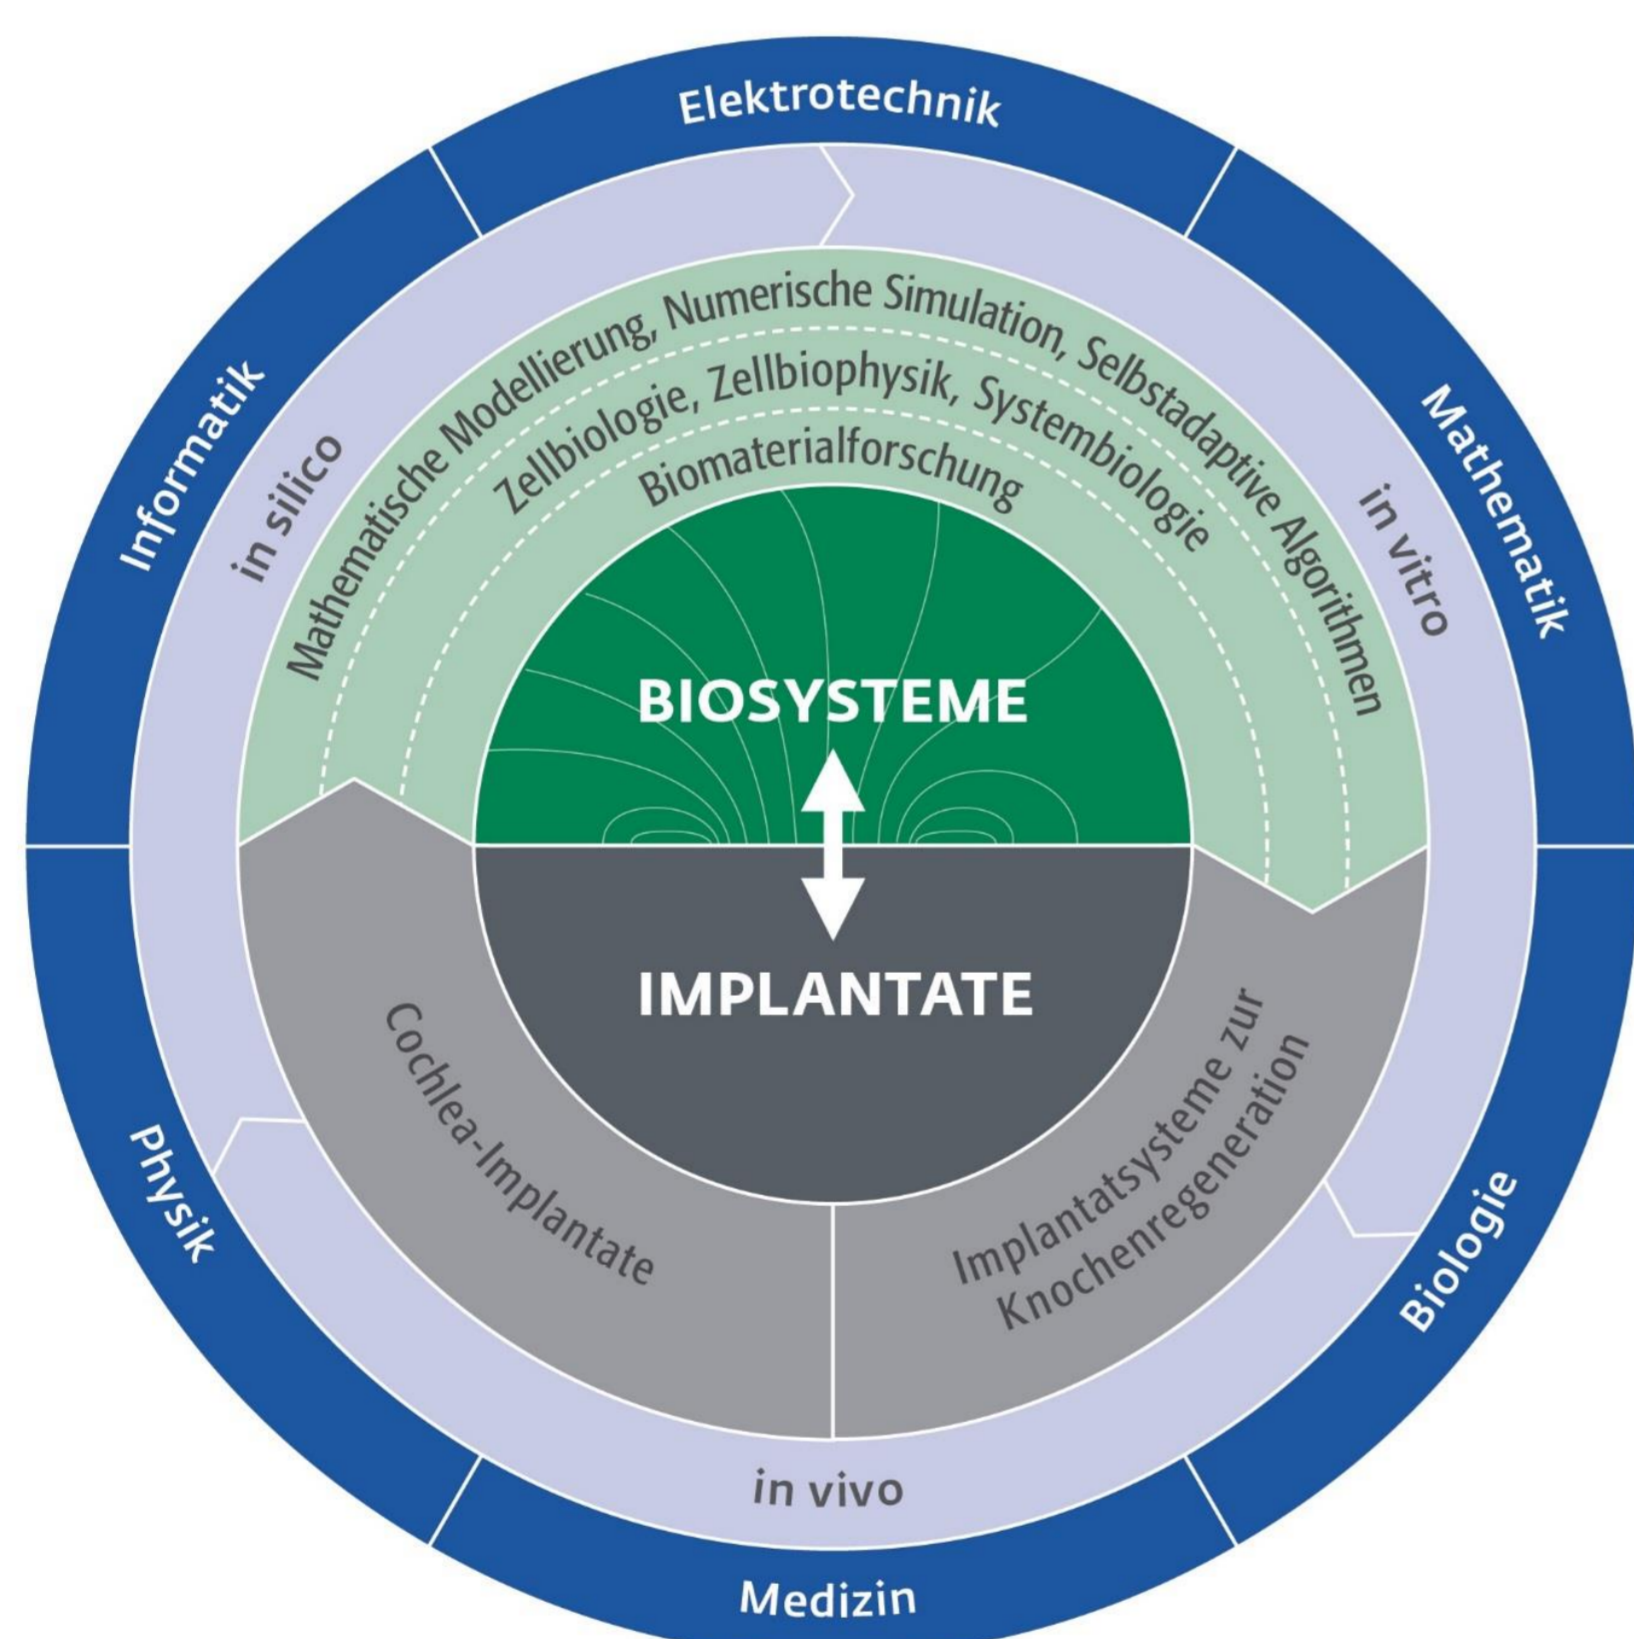 Elektrotechnik
Informatik
Mathematik
in silico
in vitro
Mathematische Modellierung, Numerische Simulation, Selbstadaptive Algorithmen
Zellbiologie, Zellbiophysik, Systembiologie
Biomaterialforschung
BIOSYSTEME
IMPLANTATE
Cochlea-Implantate
Implantatsysteme zur
Knochenregeneration
Physik
Biologie
in vivo
Medizin